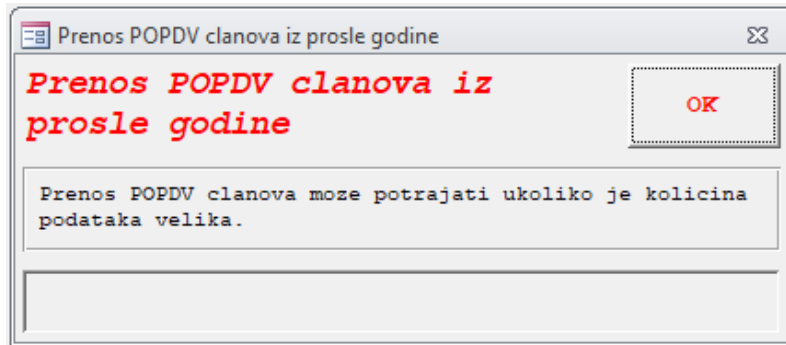 Prenos POPDV clanova iz prosle godine
Prenos POPDV clanova iz
prosle godine
OK
Prenos POPDV clanova moze potrajati ukoliko je kolicina
podataka velika.